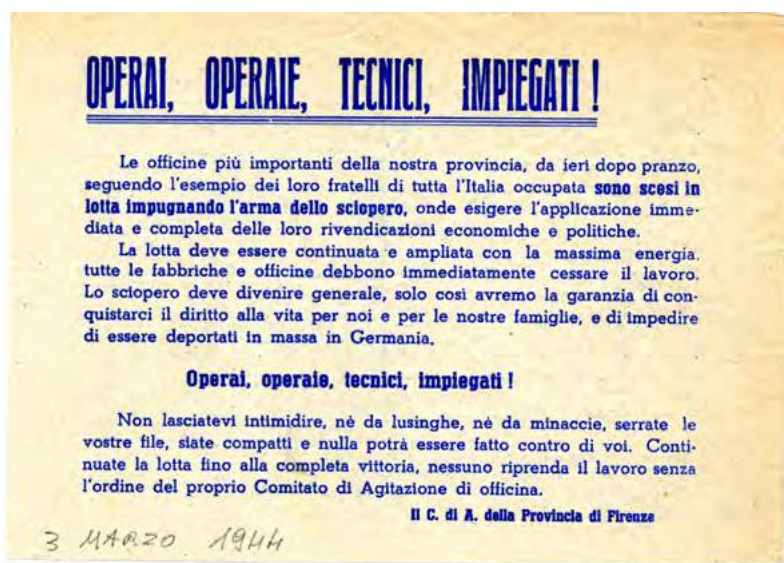 OPERAI, OPERAIE, TECNICI, IMPIEGATI !
Le officine più importanti della nostra provincia, da ieri dopo pranzo,
seguendo l'esempio dei loro fratelli di tutta l'Italia occupata sono scesi in
lotta impugnando l'arma dello sciopero, onde esigere l'applicazione imme-
diata e completa delle loro rivendicazioni economiche e politiche.
La lotta deve essere continuata e ampliata con la massima energia,
tutte le fabbriche e officine debbono immediatamente cessare il lavoro.
Lo sciopero deve divenire generale, solo così avremo la garanzia di con-
quistarci il diritto alla vita per noi e per le nostre famiglie, e di impedire
di essere deportati in massa in Germania.
Operai, operaie, tecnici, impiegati !
Non lasciatevi intimidire, nè da lusinghe, nè da minaccie, serrate le
vostre file, siate compatti e nulla potrà essere fatto contro di voi. Conti-
nuate la lotta fino alla completa vittoria, nessuno riprenda il lavoro senza
l'ordine del proprio Comitato di Agitazione di officina.
Il C. di A. della Provincia di Firenze
3 MARZO 1944